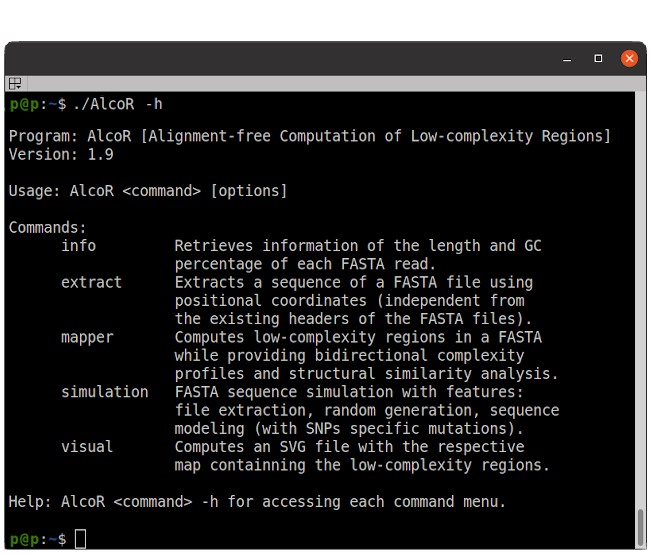 p@p:~$ ./AlcoR -h
Program: AlcoR [Alignment-free Computation of Low-complexity Regions]
Version: 1.9
Usage: AlcoR <command> [options]
Commands:
info Retrieves information of the length and GC
percentage of each FASTA read.
extract Extracts a sequence of a FASTA file using
positional coordinates (independent from
the existing headers of the FASTA files).
mapper Computes low-complexity regions in a FASTA
while providing bidirectional complexity
profiles and structural similarity analysis.
simulation FASTA sequence simulation with features:
file extraction, random generation, sequence
modeling (with SNPs specific mutations).
visual Computes an SVG file with the respective
map containning the low-complexity regions.
Help: AlcoR <command> -h for accessing each command menu.
p@p:~$